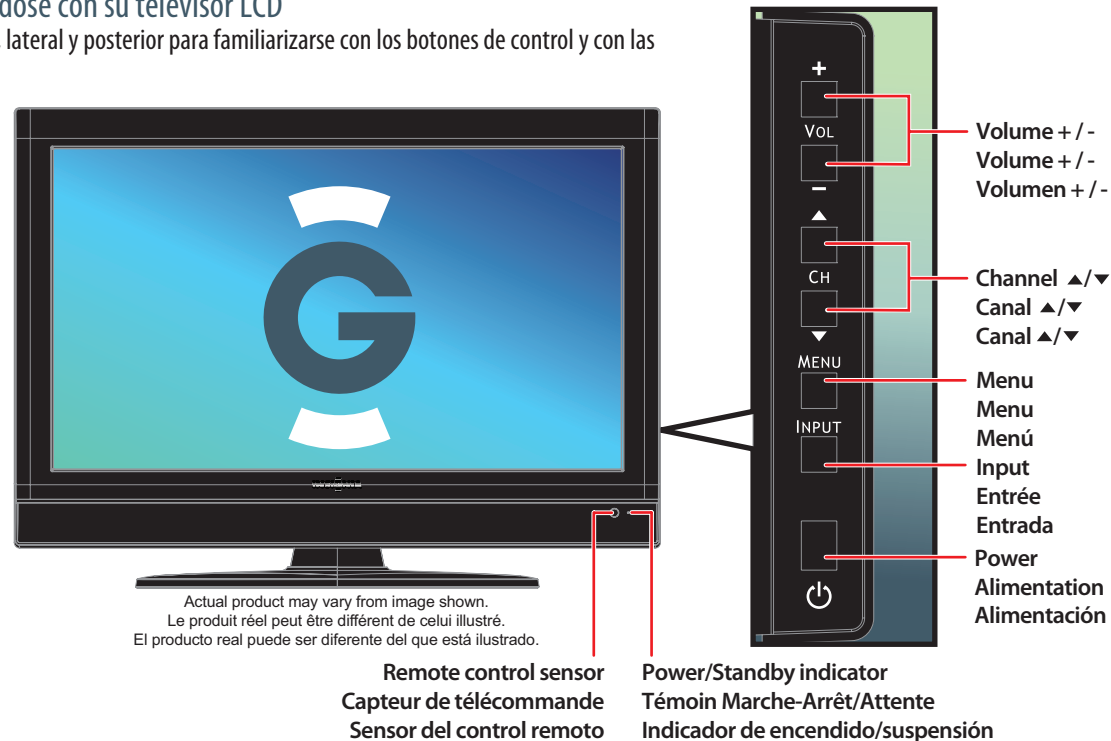 dose con su televisor LCD
lateral y posterior para familiarizarse con los botones de control y con las
+
VOL
–
▲
CH
▼
MENU
INPUT
Volume + / -
Volume + / -
Volumen + / -
Channel ▲/▼
Canal ▲/▼
Canal ▲/▼
Menu
Menu
Menú
Input
Entrée
Entrada
Power
Alimentation
Alimentación
G
Actual product may vary from image shown.
Le produit réel peut être différent de celui illustré.
El producto real puede ser diferente del que está ilustrado.
Remote control sensor
Capteur de télécommande
Sensor del control remoto
Power/Standby indicator
Témoin Marche-Arrêt/Attente
Indicador de encendido/suspensión